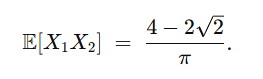 𝔼[X₁X₂] = (4 − 2√2)/π.